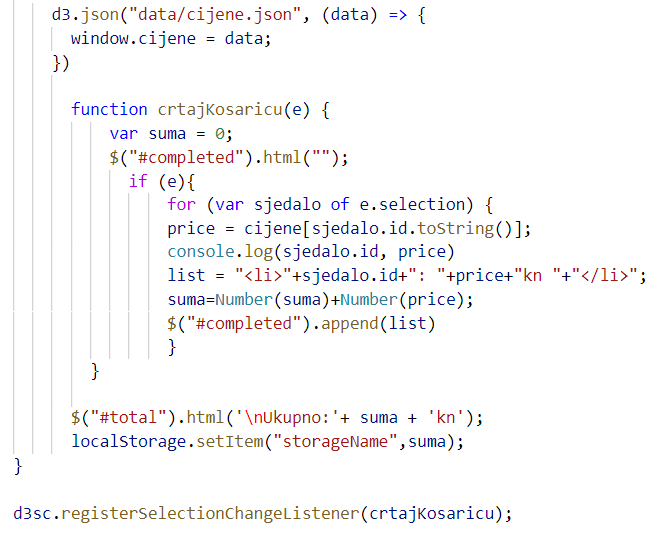 d3.json("data/cijene.json", (data) => {
window.cijene = data;
})
function crtajKosaricu(e) {
var suma = 0;
$("#completed").html("");
if (e){
for (var sjedalo of e.selection) {
price = cijene[sjedalo.id.toString()];
console.log(sjedalo.id, price)
list = "<li>"+sjedalo.id+": "+price+"kn "+"</li>";
suma=Number(suma)+Number(price);
$("#completed").append(list)
}
}
$("#total").html('\nUkupno:'+ suma + 'kn');
localStorage.setItem("storageName",suma);
}
d3sc.registerSelectionChangeListener(crtajKosaricu);